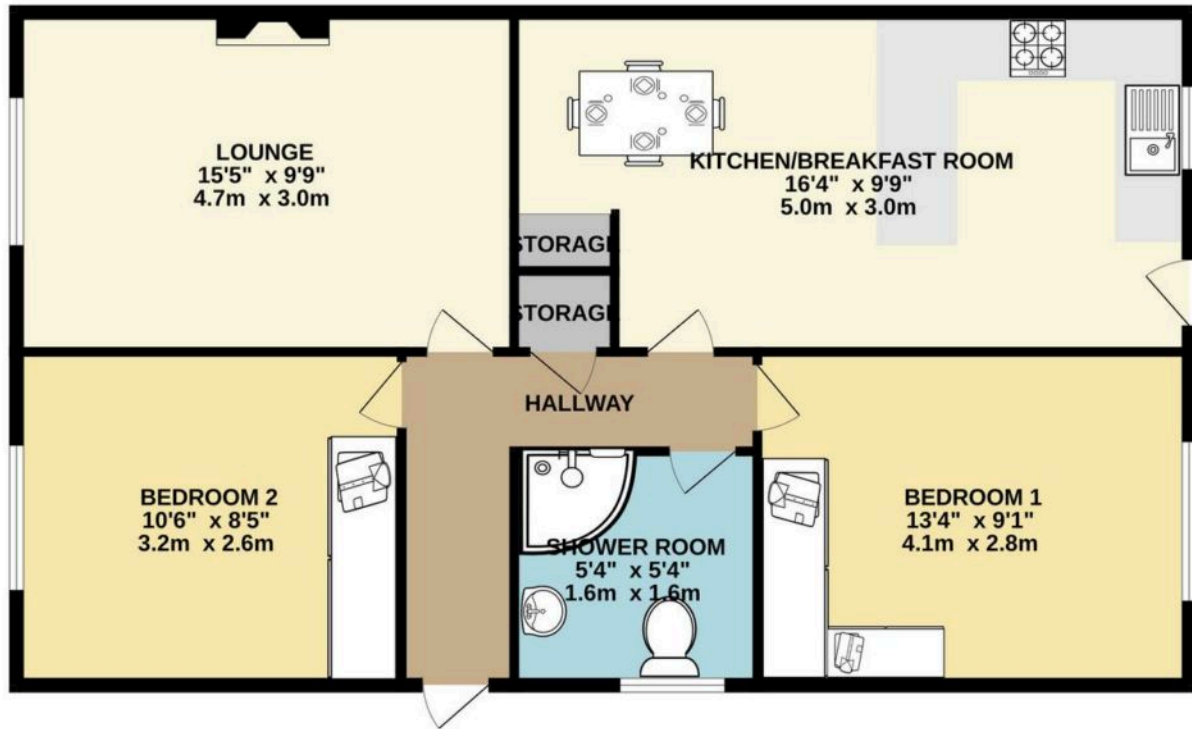 LOUNGE
15'5" x 9'9"
4.7m x 3.0m
KITCHEN/BREAKFAST ROOM
16'4" x 9'9"
5.0m x 3.0m
STORAGE
STORAGE
HALLWAY
BEDROOM 2
10'6" x 8'5"
3.2m x 2.6m
SHOWER ROOM
5'4" x 5'4"
1.6m x 1.6m
BEDROOM 1
13'4" x 9'1"
4.1m x 2.8m